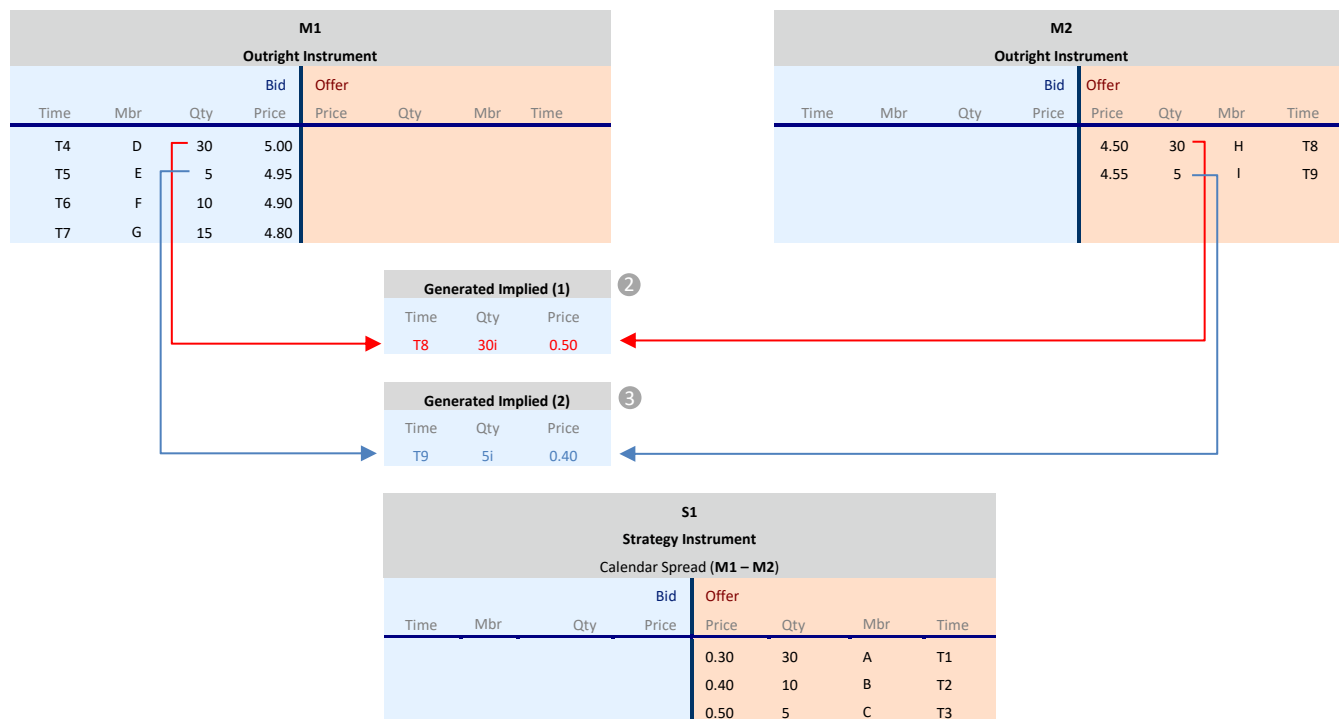 M1
Outright Instrument
Bid Offer
Time Mbr Qty Price Price Qty Mbr Time
T4 D 30 5.00
T5 E 5 4.95
T6 F 10 4.90
T7 G 15 4.80
M2
Outright Instrument
Bid Offer
Time Mbr Qty Price Price Qty Mbr Time
4.50 30 H T8
4.55 5 I T9
Generated Implied (1) 2
Time Qty Price
T8 30i 0.50
Generated Implied (2) 3
Time Qty Price
T9 5i 0.40
S1
Strategy Instrument
Calendar Spread (M1 – M2)
Bid Offer
Time Mbr Qty Price Price Qty Mbr Time
0.30 30 A T1
0.40 10 B T2
0.50 5 C T3